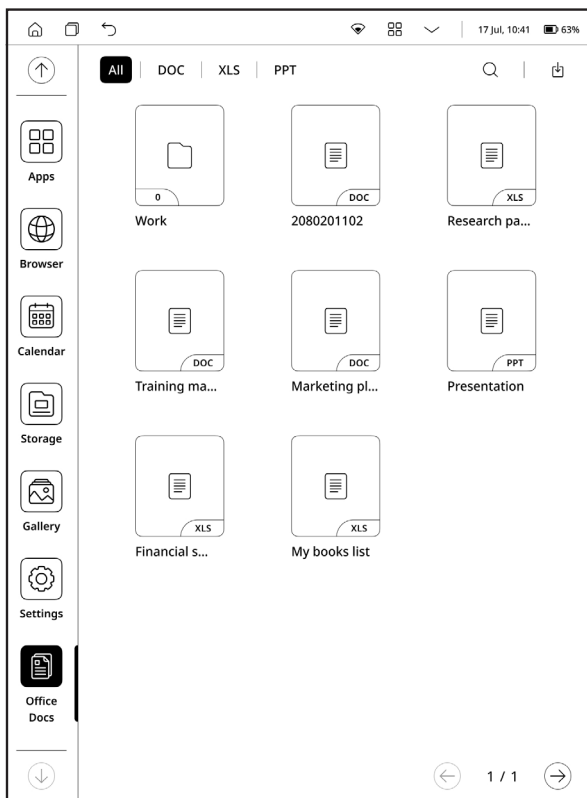 17 Jul, 10:41 63%
All DOC XLS PPT
Apps
Browser
Calendar
Storage
Gallery
Settings
Office
Docs
0
Work
DOC
2080201102
XLS
Research pa...
DOC
Training ma...
DOC
Marketing pl...
PPT
Presentation
XLS
Financial s...
XLS
My books list
1 / 1